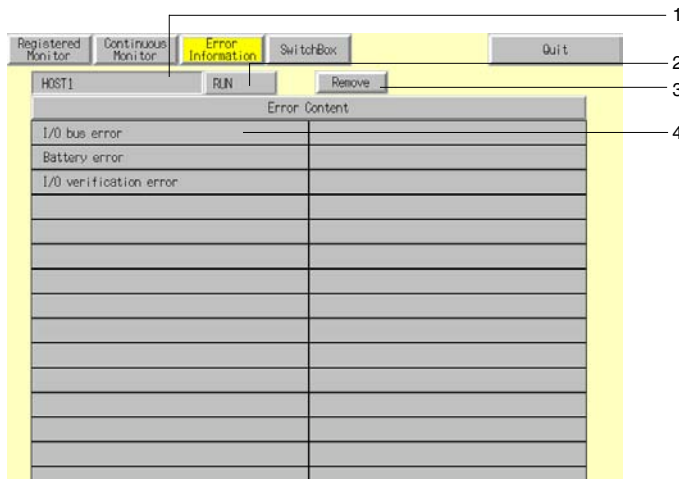 1
Registered Monitor Continuous Monitor Error Information SwitchBox Quit
2
HOST1 RUN Remove
3
Error Content
I/O bus error
4
Battery error
I/O verification error